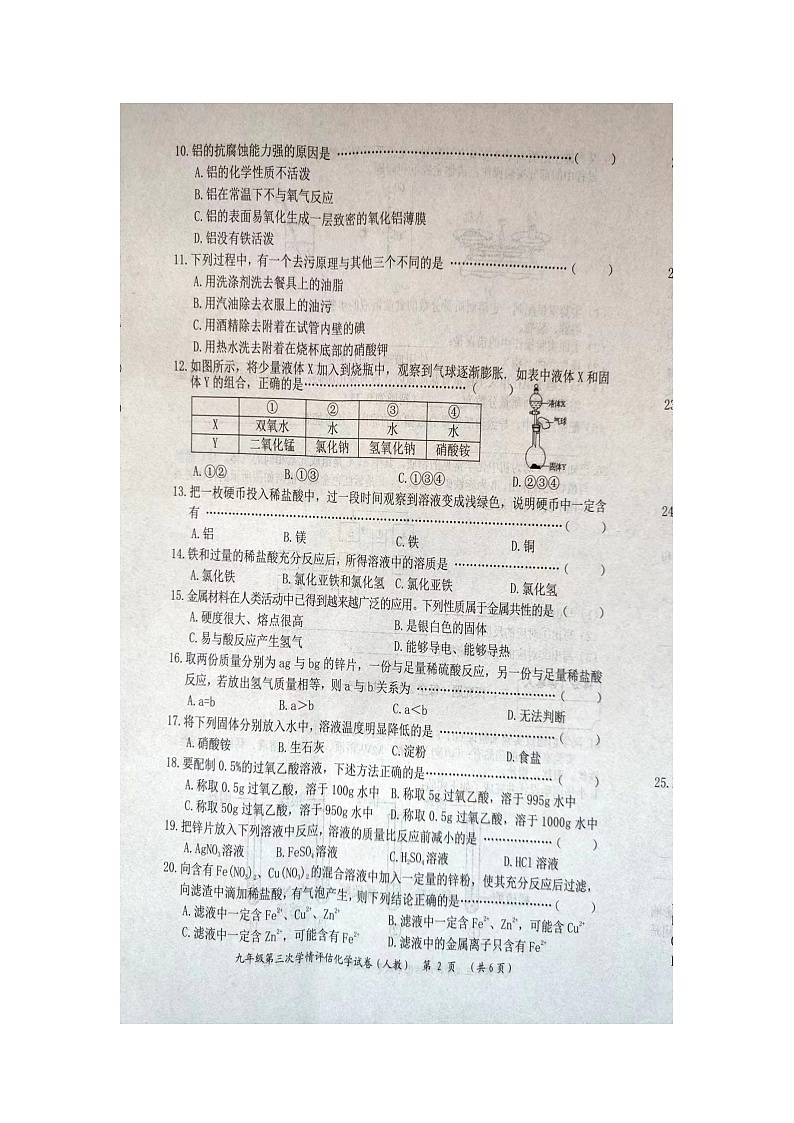 10.铝的抗腐蚀能力强的原因是 ……………………………………………( )
A.铝的化学性质不活泼
B.铝在常温下不与氧气反应
C.铝的表面易氧化生成一层致密的氧化铝薄膜
D.铝没有铁活泼
11.下列过程中，有一个去污原理与其他三个不同的是 ………………………( )
A.用洗涤剂洗去餐具上的油脂
B.用汽油除去衣服上的油污
C.用酒精除去附着在试管内壁的碘
D.用热水洗去附着在烧杯底部的硝酸钾
12.如图所示，将少量液体X加入到烧瓶中，观察到气球逐渐膨胀．如表中液体X和固
体Y的组合，正确的是………………………………( )
① ② ③ ④
X 双氧水 水 水 水
Y 二氧化锰 氯化钠 氢氧化钠 硝酸铵
液体X
气球
固体Y
A.①② B.①③ C.①③④ D.②③④
13.把一枚硬币投入稀盐酸中，过一段时间观察到溶液变成浅绿色，说明硬币中一定含
有 ……………………………………………………………………( )
A.铝 B.镁 C.铁 D.铜
14.铁和过量的稀盐酸充分反应后，所得溶液中的溶质是 ………………………( )
A.氯化铁 B.氯化亚铁和氯化氢 C.氯化亚铁 D.氯化氢
15.金属材料在人类活动中已得到越来越广泛的应用。下列性质属于金属共性的是( )
A.硬度很大、熔点很高 B.是银白色的固体
C.易与酸反应产生氢气 D.能够导电、能够导热
16.取两份质量分别为ag与bg的锌片，一份与足量稀硫酸反应，另一份与足量稀盐酸
反应，若放出氢气质量相等，则a与b关系为 …………………………( )
A.a=b B.a＞b C.a＜b D.无法判断
17.将下列固体分别放入水中，溶液温度明显降低的是 ………………………( )
A.硝酸铵 B.生石灰 C.淀粉 D.食盐
18.要配制0.5%的过氧乙酸溶液，下述方法正确的是………………………( )
A.称取0.5g过氧乙酸，溶于100g水中 B.称取5g过氧乙酸，溶于995g水中
C.称取50g过氧乙酸，溶于950g水中 D.称取0.5g过氧乙酸，溶于1000g水中
19.把锌片放入下列溶液中反应，溶液的质量比反应前减小的是 ………………( )
A.AgNO₃溶液 B.FeSO₄溶液 C.H₂SO₄溶液 D.HCl溶液
20.向含有Fe(NO₃)₂、Cu(NO₃)₂的混合溶液中加入一定量的锌粉，使其充分反应后过滤，
向滤渣中滴加稀盐酸，有气泡产生，则下列结论正确的是…………………( )
A.滤液中一定含Fe²⁺、Cu²⁺、Zn²⁺ B.滤液中一定含Fe²⁺、Zn²⁺，可能含Cu²⁺
C.滤液中一定含Zn²⁺，可能含有Fe²⁺ D.滤液中的金属离子只含有Fe²⁺
九年级第三次学情评估化学试卷（人教） 第2页 （共6页）
23
24
25.